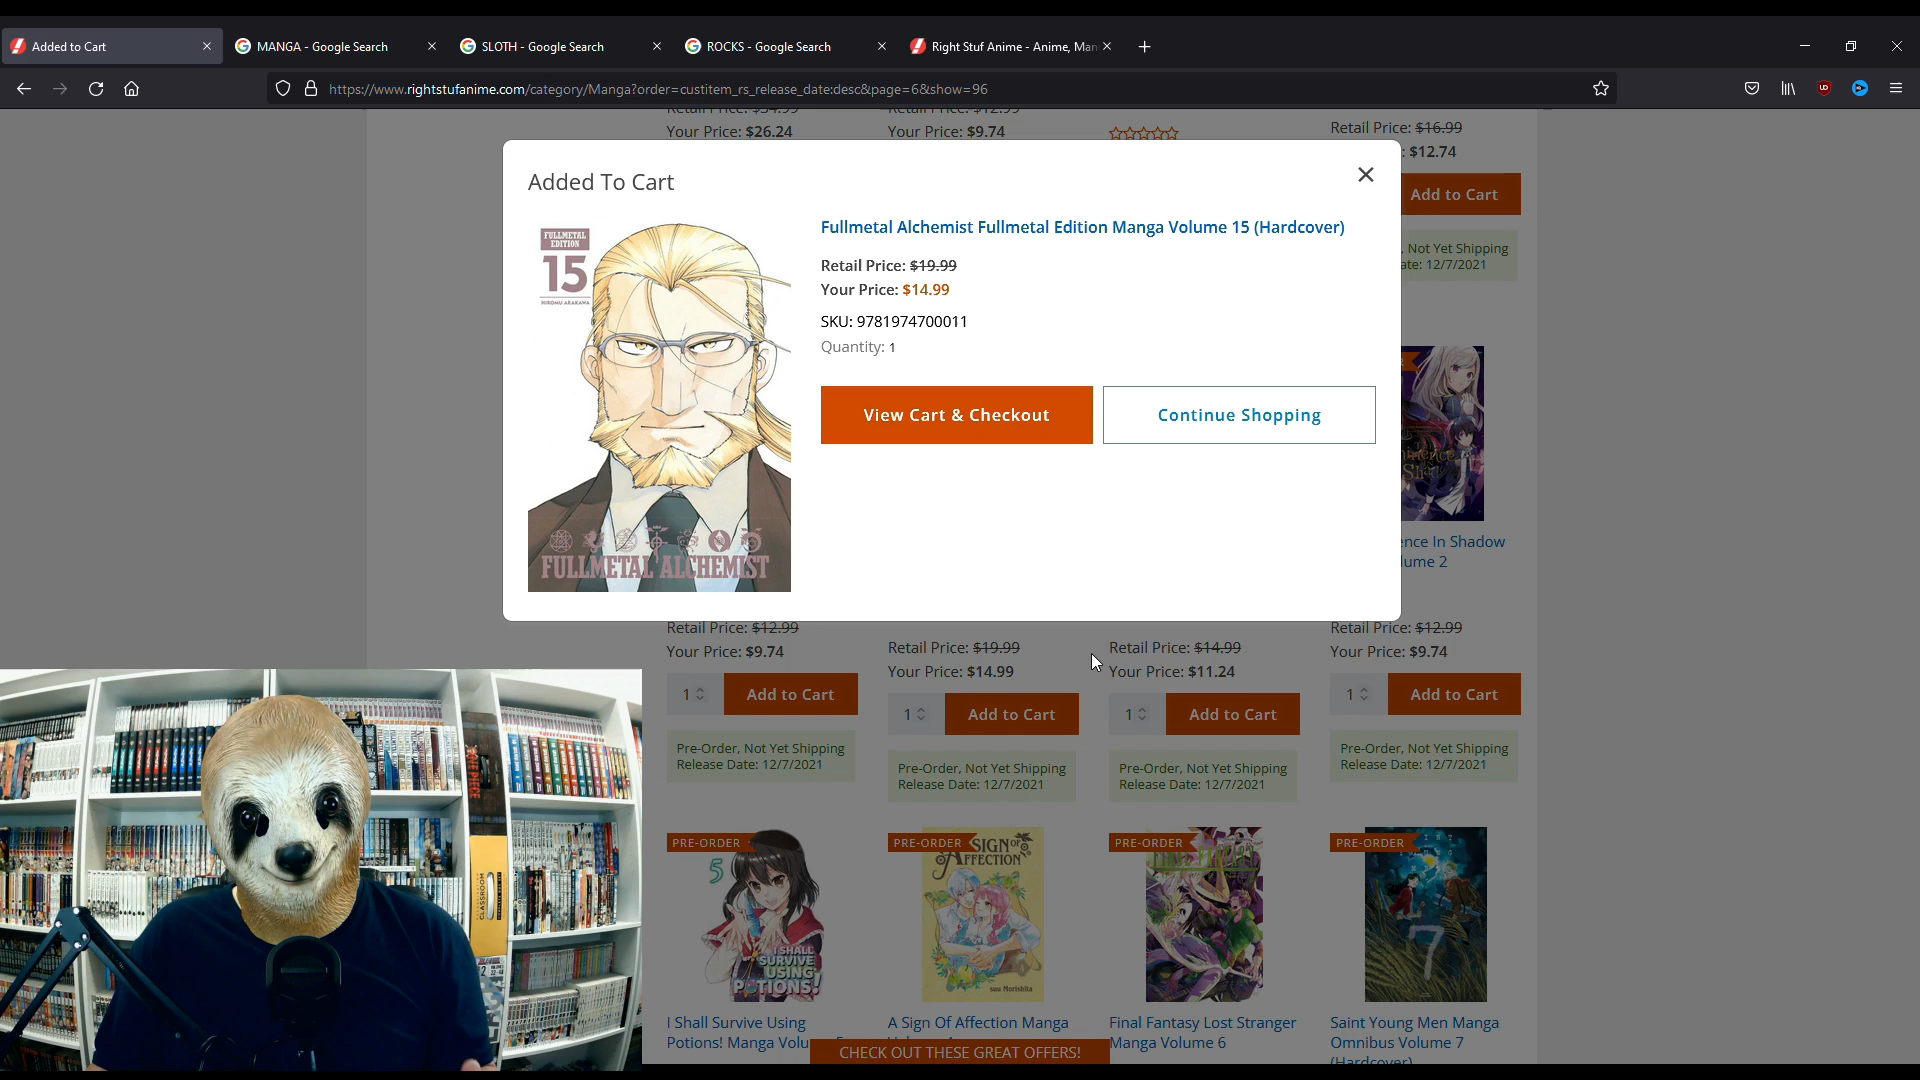 Added to Cart
MANGA - Google Search
SLOTH - Google Search
ROCKS - Google Search
Right Stuf Anime - Anime, Man
https://www.rightstufanime.com/category/Manga?order=custitem_rs_release_date:desc&page=6&show=96
Retail Price: $34.99
Your Price: $26.24
Retail Price: $12.99
Your Price: $9.74
Retail Price: $16.99
: $12.74
Add to Cart
, Not Yet Shipping
ate: 12/7/2021
Added To Cart
FULLMETAL
EDITION
15
HIROMU ARAKAWA
FULLMETAL ALCHEMIST
Fullmetal Alchemist Fullmetal Edition Manga Volume 15 (Hardcover)
Retail Price: $19.99
Your Price: $14.99
SKU: 9781974700011
Quantity: 1
View Cart & Checkout
Continue Shopping
ence In Shadow
lume 2
Retail Price: $12.99
Your Price: $9.74
1
Add to Cart
Pre-Order, Not Yet Shipping
Release Date: 12/7/2021
Retail Price: $19.99
Your Price: $14.99
1
Add to Cart
Pre-Order, Not Yet Shipping
Release Date: 12/7/2021
Retail Price: $14.99
Your Price: $11.24
1
Add to Cart
Pre-Order, Not Yet Shipping
Release Date: 12/7/2021
Retail Price: $12.99
Your Price: $9.74
1
Add to Cart
Pre-Order, Not Yet Shipping
Release Date: 12/7/2021
PRE-ORDER
5
I SHALL
SURVIVE
USING
POTIONS!
I Shall Survive Using
Potions! Manga Volu
PRE-ORDER
A SIGN OF
AFFECTION
suu Morishita
A Sign Of Affection Manga
PRE-ORDER
Final Fantasy Lost Stranger
Manga Volume 6
PRE-ORDER
7
Saint Young Men Manga
Omnibus Volume 7
(Hardcover)
CHECK OUT THESE GREAT OFFERS!
CLASSROOM